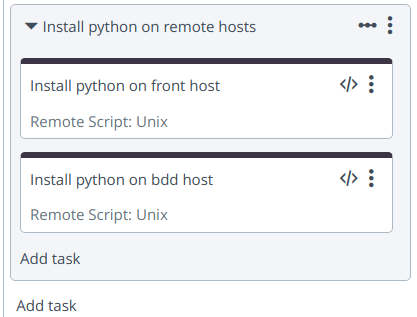 Install python on remote hosts
Install python on front host
Remote Script: Unix
Install python on bdd host
Remote Script: Unix
Add task
Add task